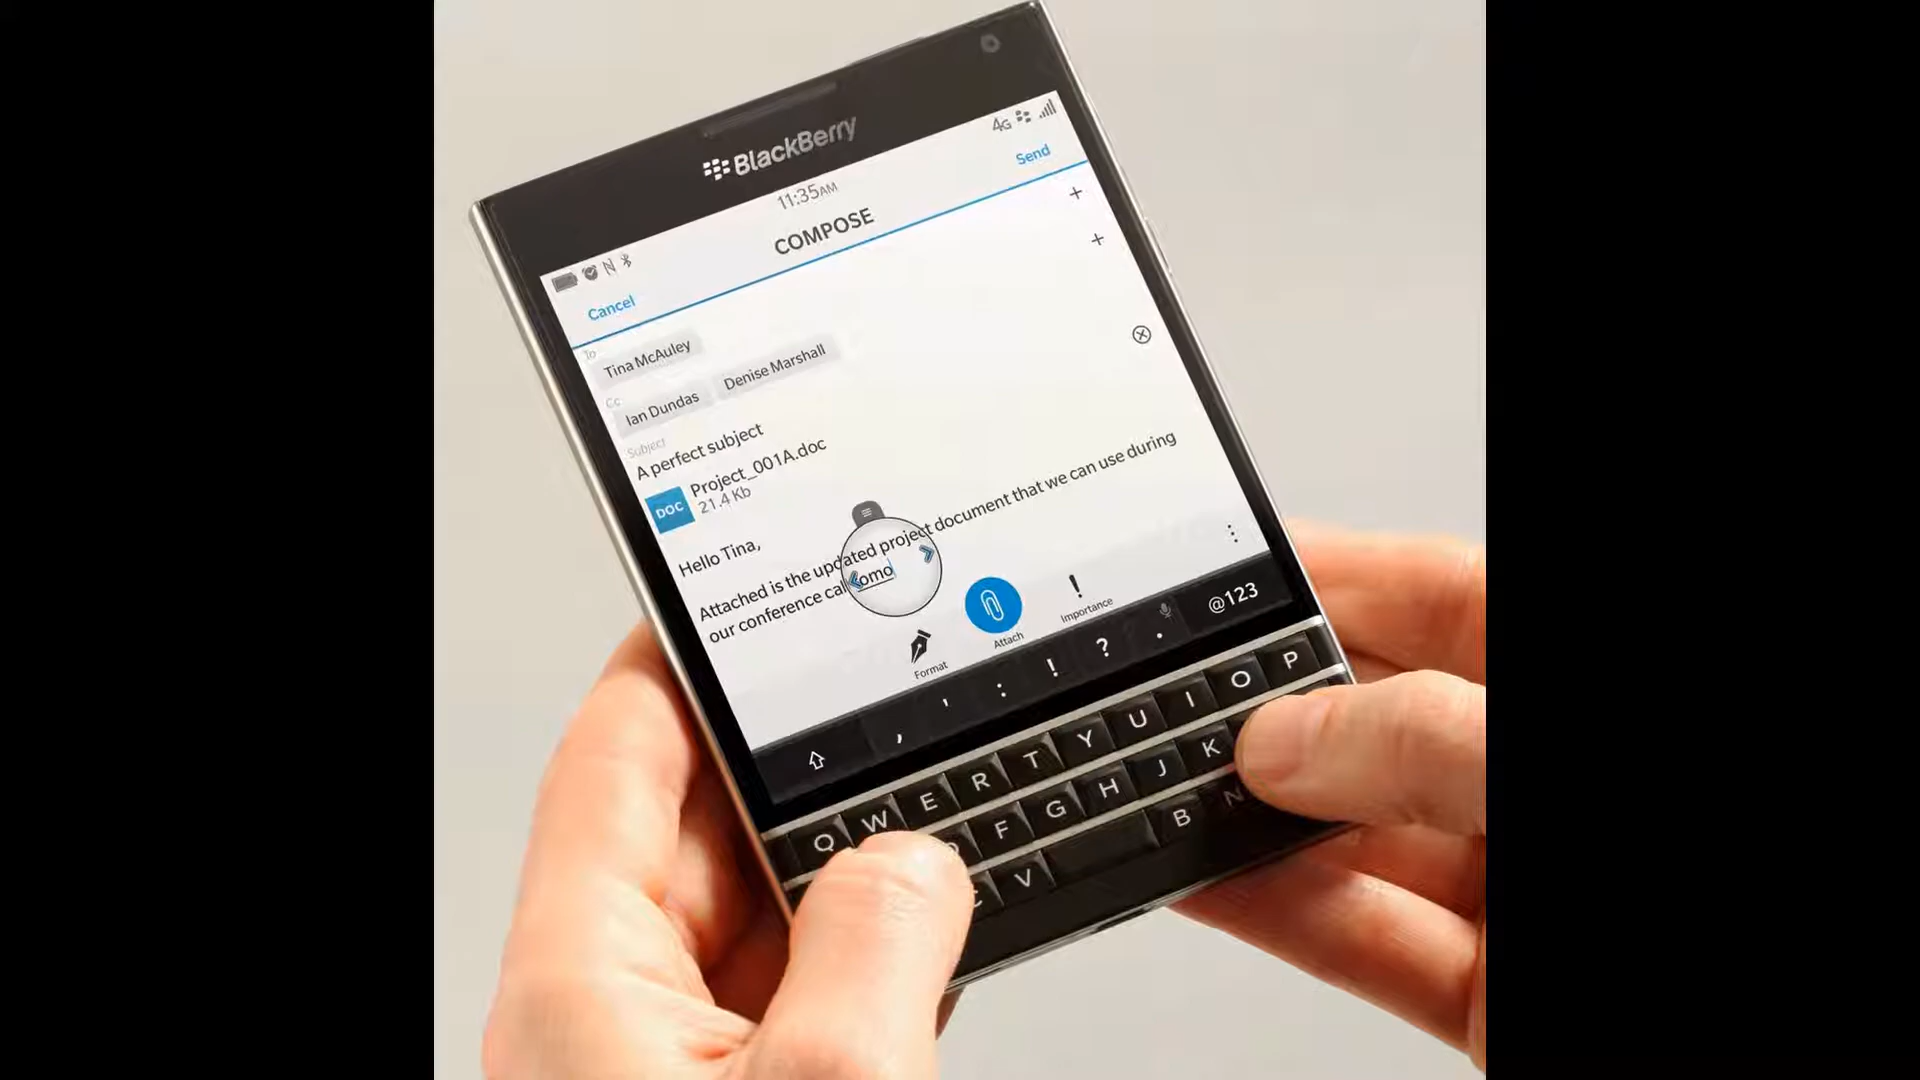 BlackBerry
4G
11:35AM
Cancel
COMPOSE
Send
To
Tina McAuley
Cc
Ian Dundas
Denise Marshall
Subject
A perfect subject
DOC
Project_001A.doc
21.4 Kb
Hello Tina,
Attached is the updated project document that we can use during
our conference cal omo
Format
Attach
Importance
, ' : ! ? . @123
Q W E R T Y U I O P
F G H J K
C V B N